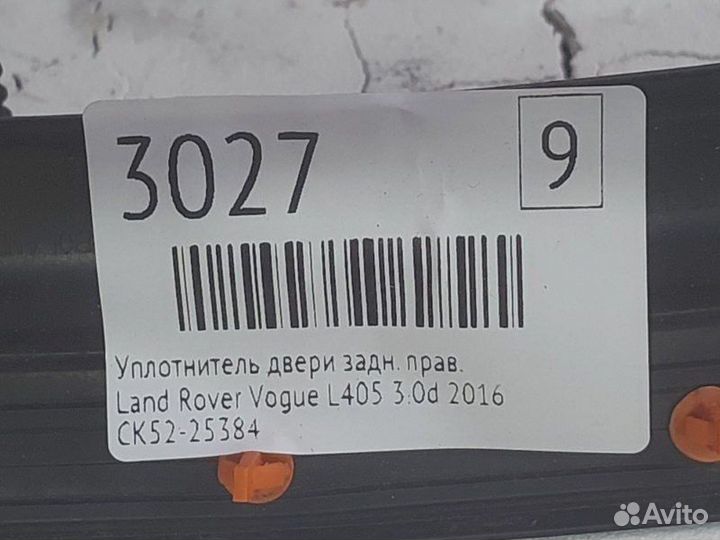 3027
9
Уплотнитель двери задн. прав.
Land Rover Vogue L405 3.0d 2016
CK52-25384
Avito